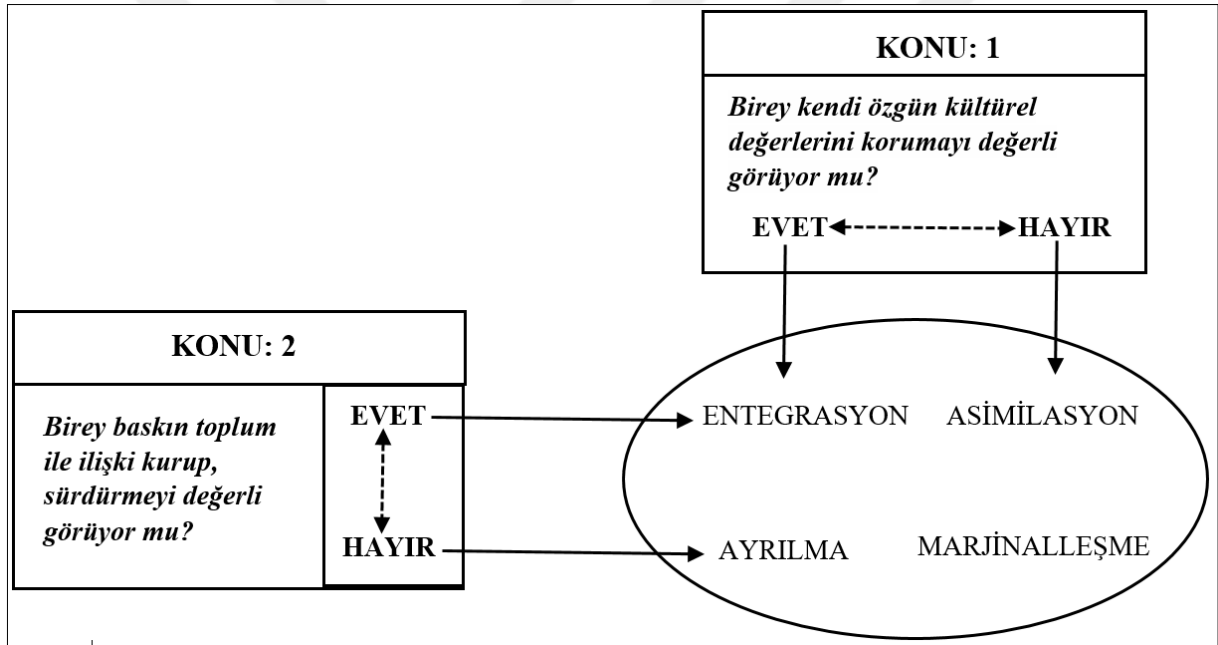 KONU: 1
Birey kendi özgün kültürel
değerlerini korumayı değerli
görüyor mu?
EVET HAYIR
KONU: 2
Birey baskın toplum
ile ilişki kurup,
sürdürmeyi değerli
görüyor mu?
EVET
HAYIR
ENTEGRASYON ASİMİLASYON
AYRILMA MARJİNALLEŞME